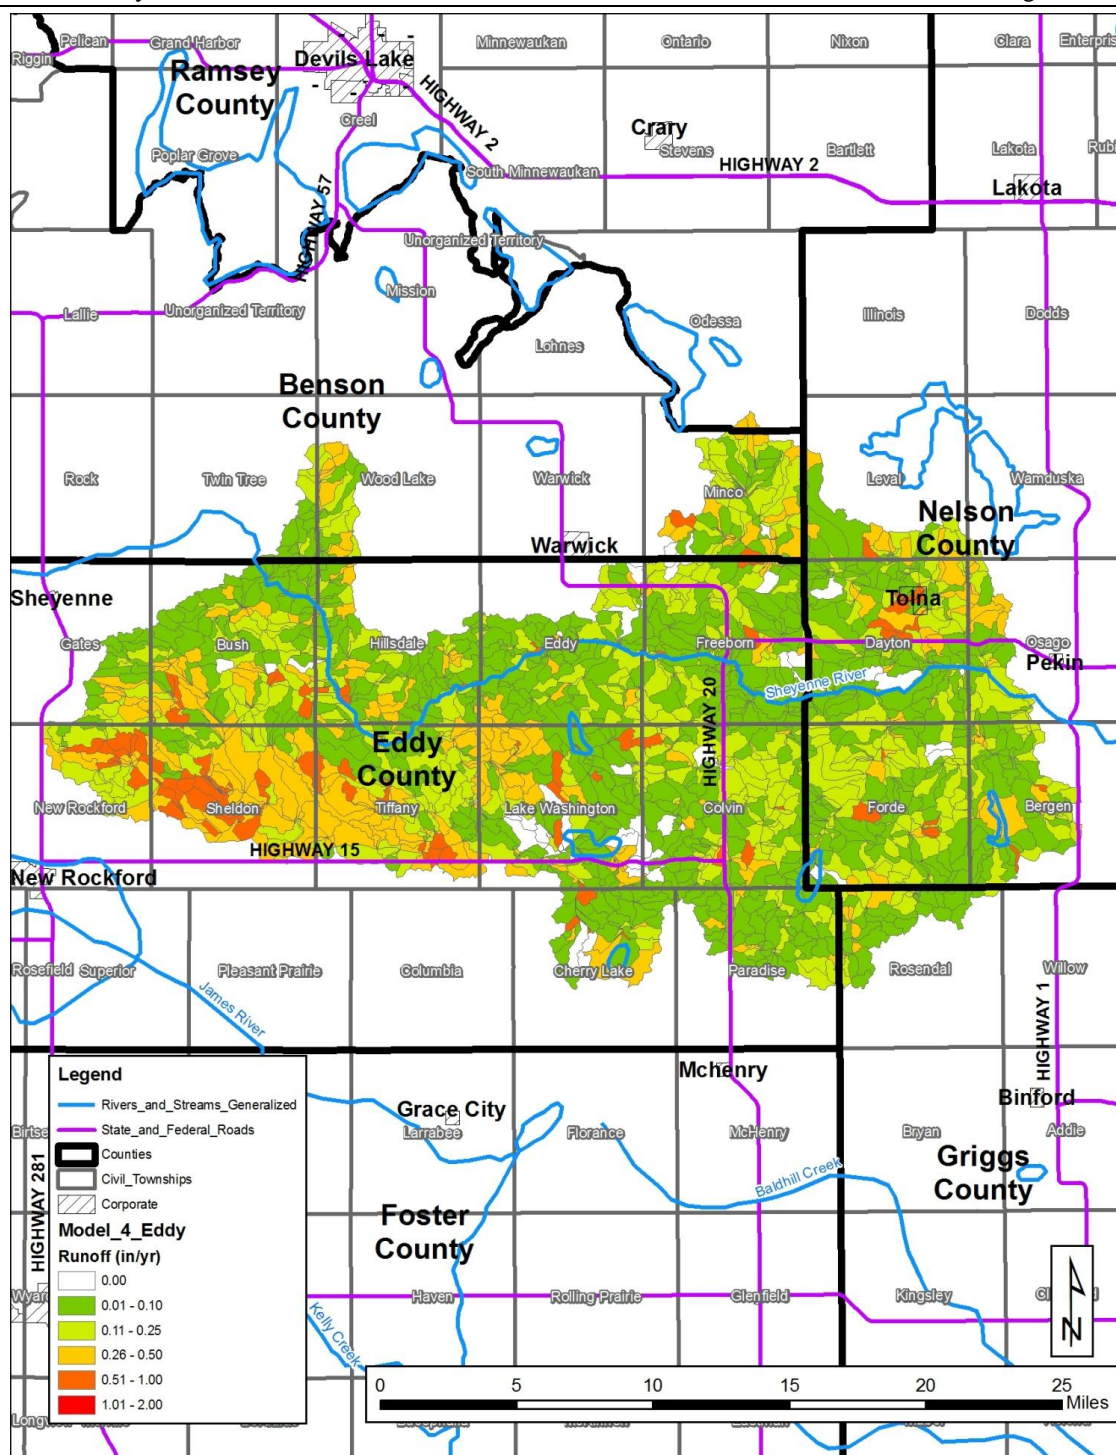 Pelican
Grand Harbor
Minnewaukan
Ontario
Nixon
Clara
Enterpris
Riggin
Devils Lake
Ramsey
County
HIGHWAY 2
Creel
Crary
Stevens
Bartlett
Lakota
Rubi
Poplar Grove
South Minnewaukan
HIGHWAY 2
Lakota
HIGHWAY 57
Unorganized Territory
Mission
Lallie
Unorganized Territory
Odessa
Illinois
Dodds
Lohnes
Benson
County
Rock
Twin Tree
Wood Lake
Warwick
Minco
Leval
Wamduska
Nelson
County
Warwick
Sheyenne
Tolna
Gates
Bush
Hillsdale
Eddy
Freeborn
Dayton
Osago
Pekin
Sheyenne River
HIGHWAY 20
Eddy
County
New Rockford
Sheldon
Tiffany
Lake Washington
Colvin
Forde
Bergen
HIGHWAY 15
New Rockford
Rosefield
Superior
Pleasant Prairie
Columbia
Cherry Lake
Paradise
Rosendal
Willow
James River
HIGHWAY 1
Mchenry
Binford
Grace City
Larrabee
Florance
McHenry
Bryan
Addie
Birtse
Baldhill Creek
Griggs
County
HIGHWAY 281
Foster
County
Wyar
Haven
Rolling Prairie
Glenfield
Kingsley
Kelly Creek
Legend
Rivers_and_Streams_Generalized
State_and_Federal_Roads
Counties
Civil_Townships
Corporate
Model_4_Eddy
Runoff (in/yr)
0.00
0.01 - 0.10
0.11 - 0.25
0.26 - 0.50
0.51 - 1.00
1.01 - 2.00
N
0 5 10 15 20 25
Miles